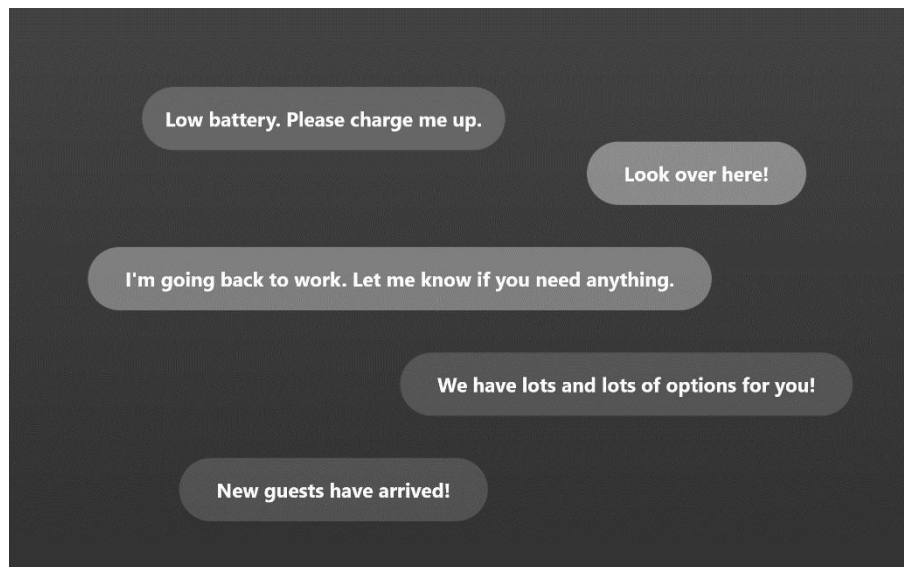 Low battery. Please charge me up.
Look over here!
I'm going back to work. Let me know if you need anything.
We have lots and lots of options for you!
New guests have arrived!